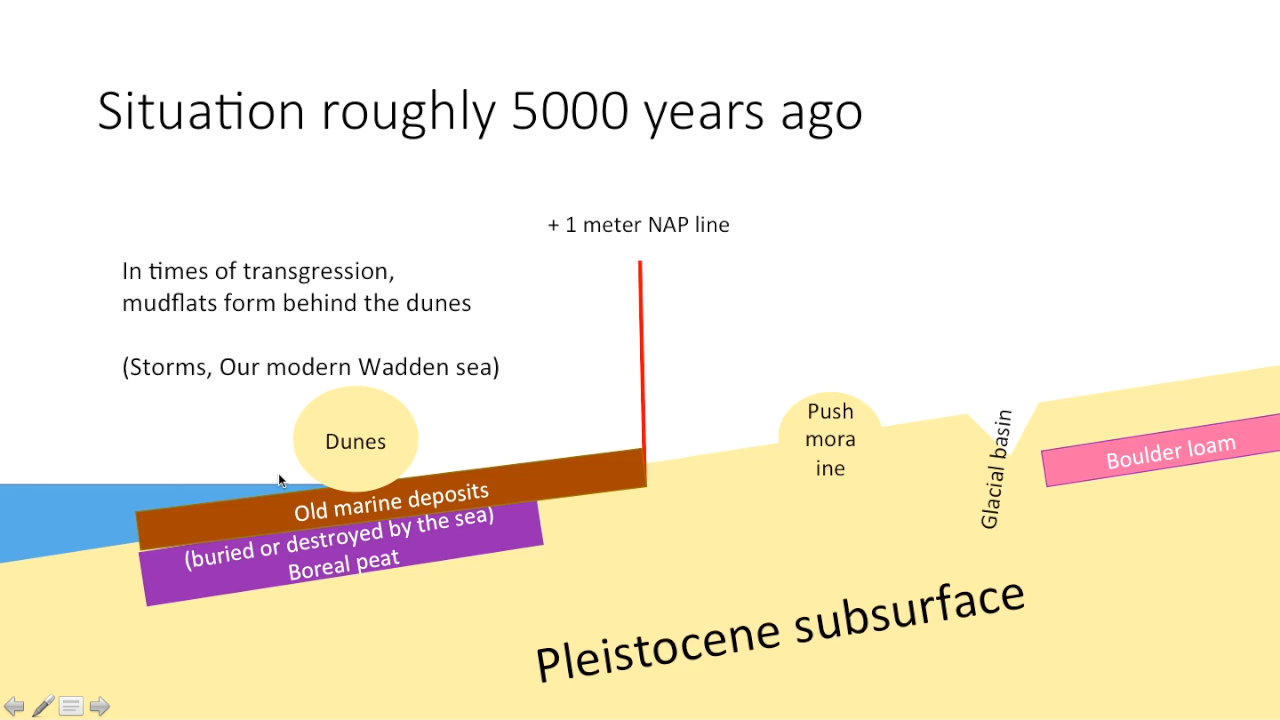 Situation roughly 5000 years ago
+ 1 meter NAP line
In times of transgression,
mudflats form behind the dunes
(Storms, Our modern Wadden sea)
Dunes
Push
mora
ine
Glacial basin
Boulder loam
Old marine deposits
(buried or destroyed by the sea)
Boreal peat
Pleistocene subsurface